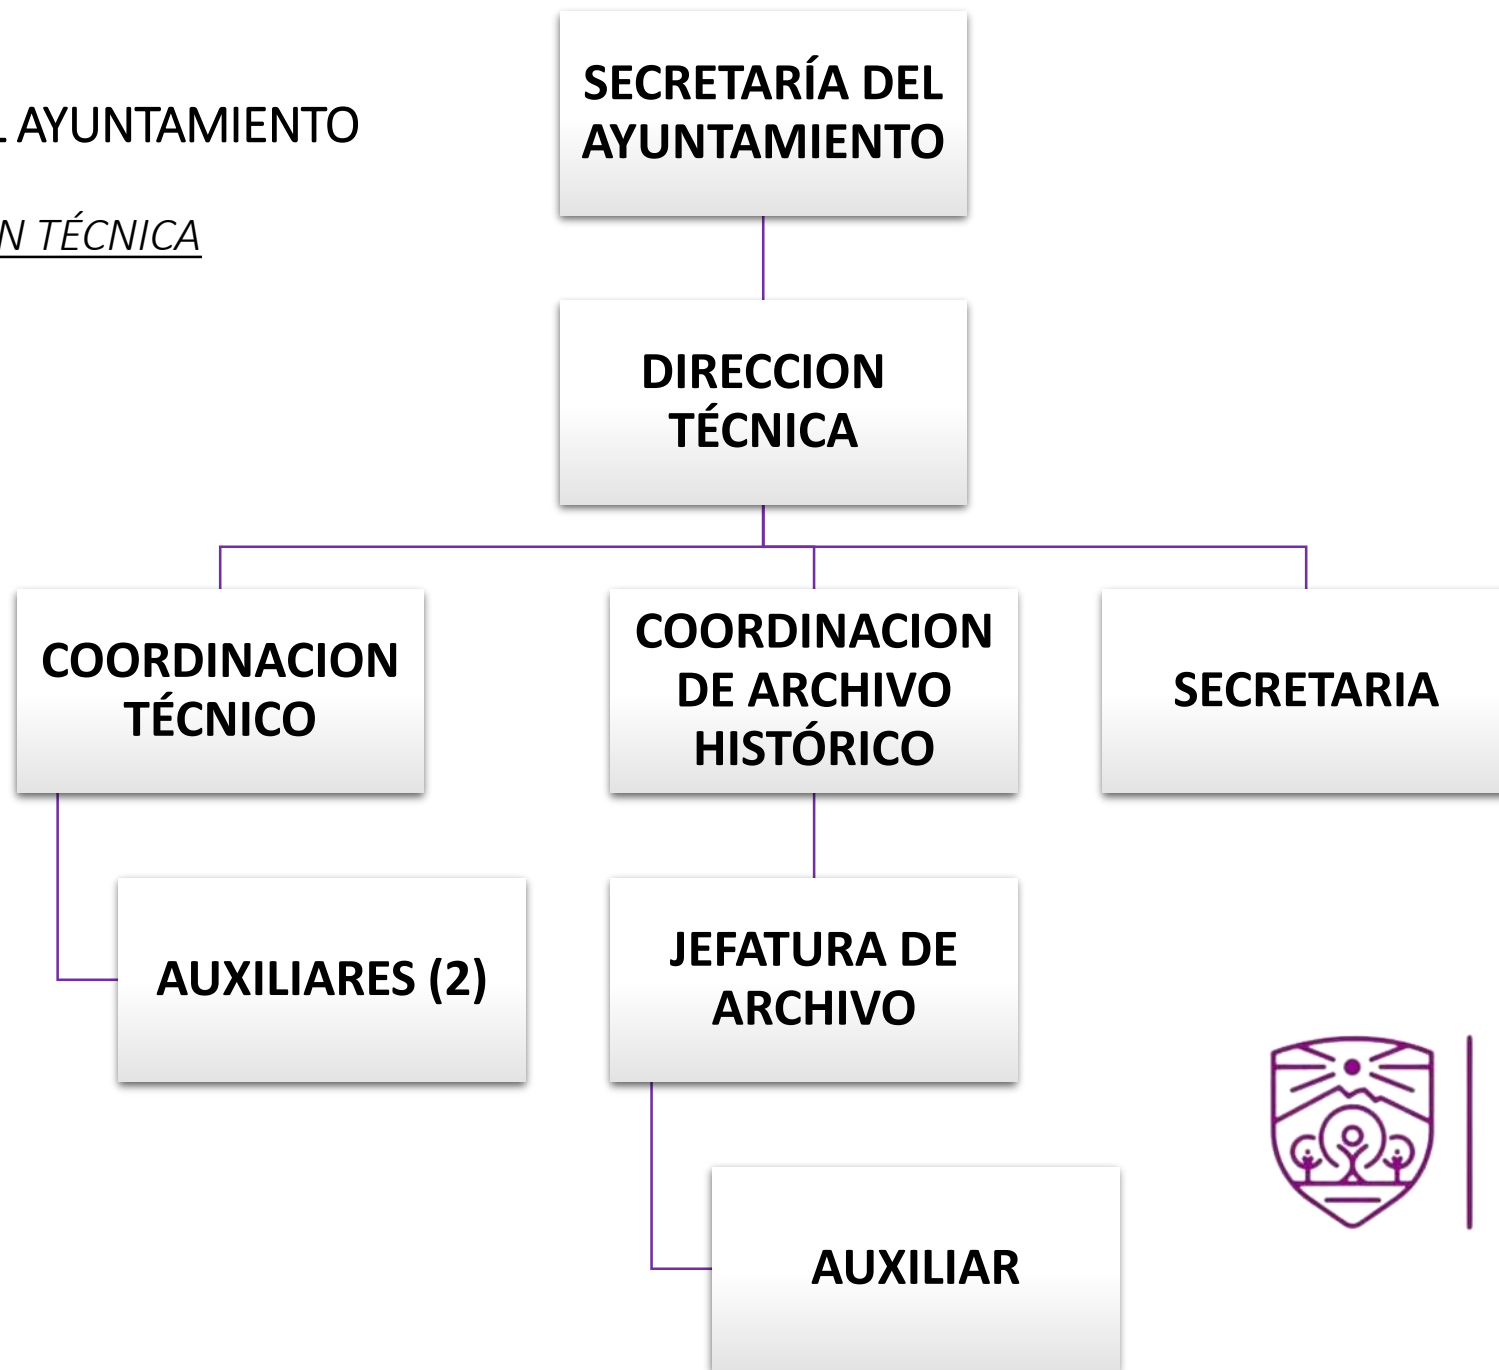 L AYUNTAMIENTO
N TÉCNICA
SECRETARÍA DEL
AYUNTAMIENTO
DIRECCION
TÉCNICA
COORDINACION
TÉCNICO
COORDINACION
DE ARCHIVO
HISTÓRICO
SECRETARIA
AUXILIARES (2)
JEFATURA DE
ARCHIVO
AUXILIAR